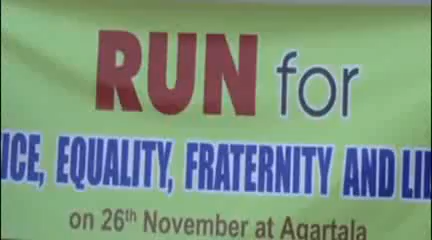 RUN for
ICE, EQUALITY, FRATERNITY AND LI
on 26th November at Agartala